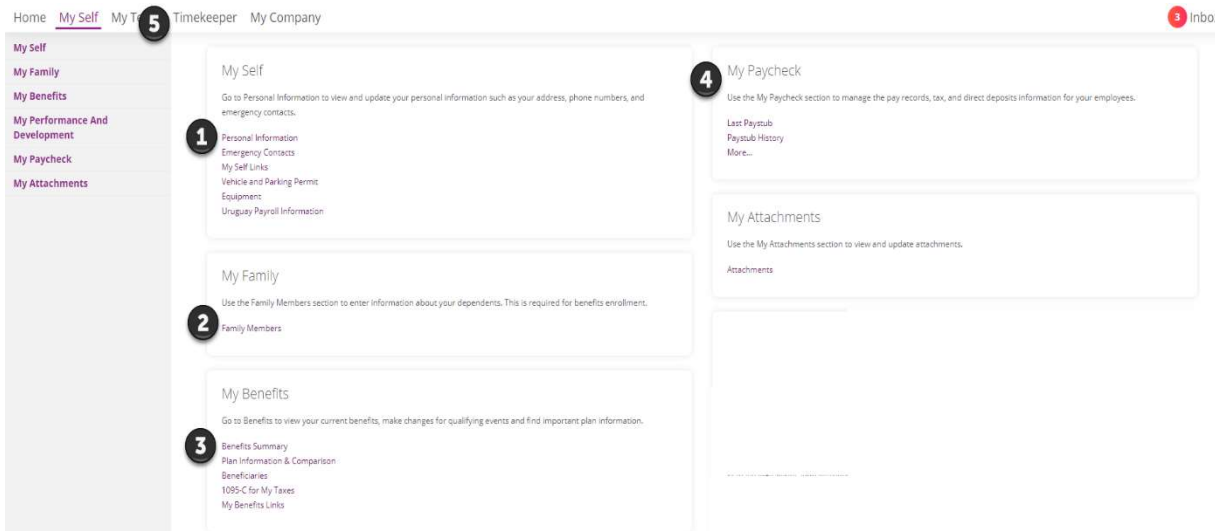 Home My Self My Te 5 Timekeeper My Company 3 Inbo
My Self
My Family
My Benefits
My Performance And
Development
My Paycheck
My Attachments
My Self
Go to Personal Information to view and update your personal information such as your address, phone numbers, and
emergency contacts.
1 Personal Information
Emergency Contacts
My Self Links
Vehicle and Parking Permit
Equipment
Uruguay Payroll Information
My Family
Use the Family Members section to enter information about your dependents. This is required for benefits enrollment.
2 Family Members
My Benefits
Go to Benefits to view your current benefits, make changes for qualifying events and find important plan information.
3 Benefits Summary
Plan Information & Comparison
Beneficiaries
1095-C for My Taxes
My Benefits Links
4 My Paycheck
Use the My Paycheck section to manage the pay records, tax, and direct deposits information for your employees.
Last Paystub
Paystub History
More...
My Attachments
Use the My Attachments section to view and update attachments.
Attachments